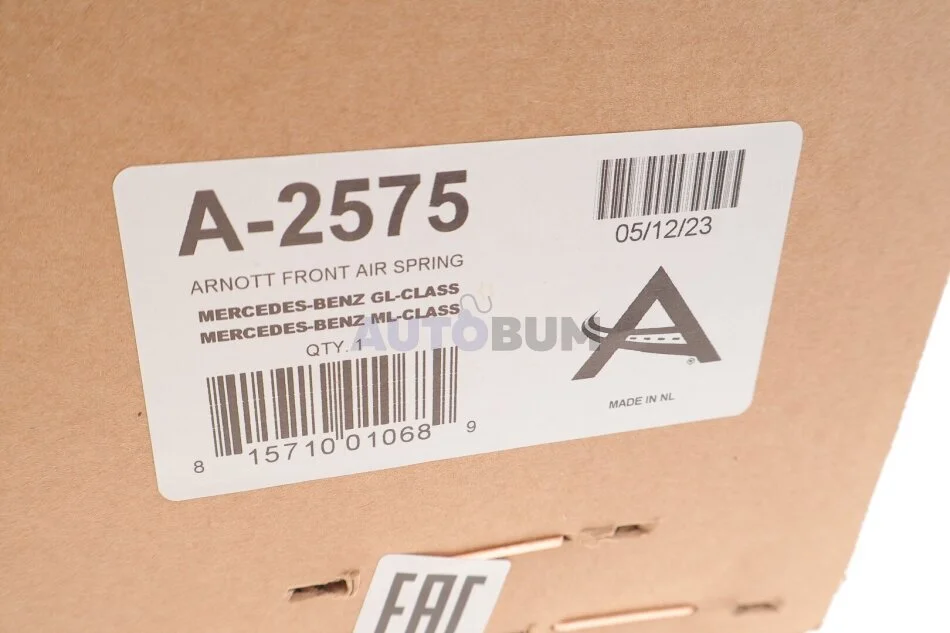 A-2575
ARNOTT FRONT AIR SPRING
MERCEDES-BENZ GL-CLASS
MERCEDES-BENZ ML-CLASS
QTY. 1
8 15710 01068 9
05/12/23
A
®
MADE IN NL
AUTOBUM
EAC